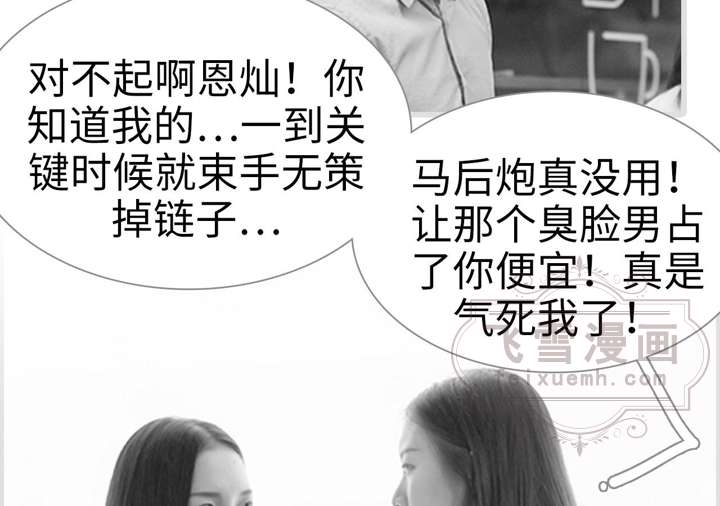 对不起啊恩灿！你
知道我的...一到关
键时候就束手无策
掉链子...
马后炮真没用！
让那个臭脸男占
了你便宜！真是
气死我了！
飞雪漫画
feixuemh.com